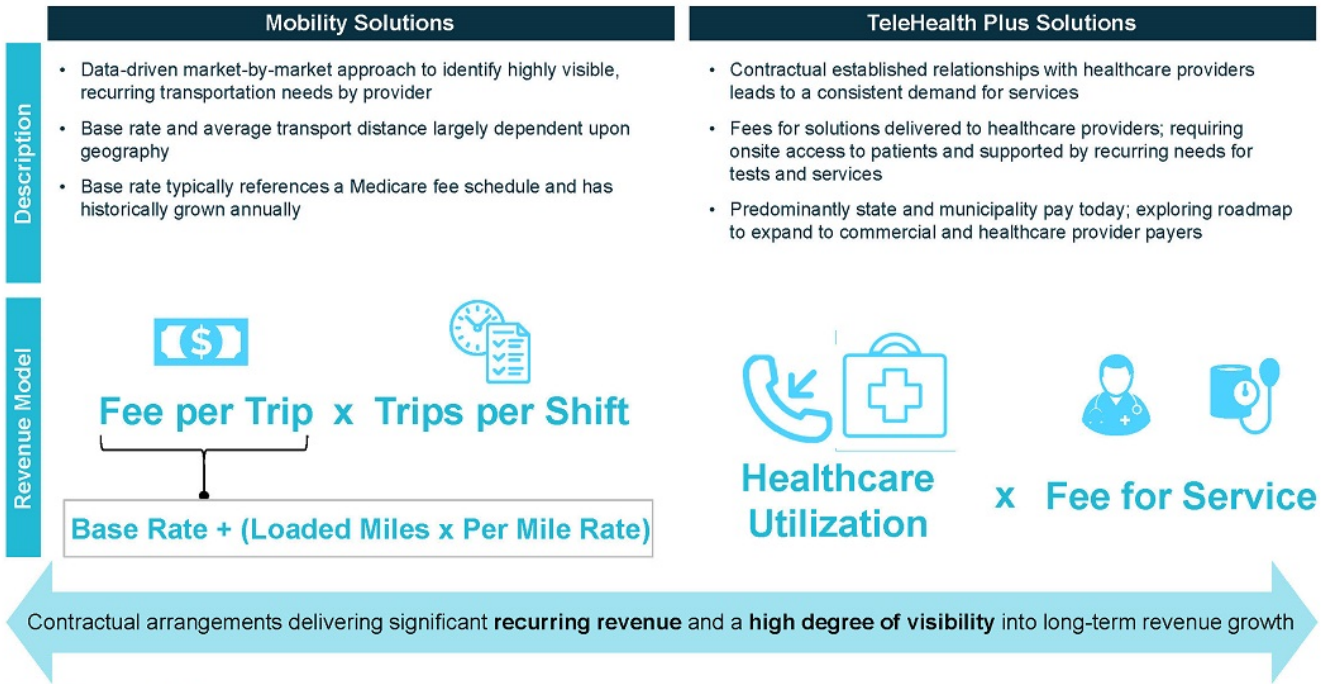 Mobility Solutions
TeleHealth Plus Solutions
Description
• Data-driven market-by-market approach to identify highly visible,
recurring transportation needs by provider
• Base rate and average transport distance largely dependent upon
geography
• Base rate typically references a Medicare fee schedule and has
historically grown annually
• Contractual established relationships with healthcare providers
leads to a consistent demand for services
• Fees for solutions delivered to healthcare providers; requiring
onsite access to patients and supported by recurring needs for
tests and services
• Predominantly state and municipality pay today; exploring roadmap
to expand to commercial and healthcare provider payers
Revenue Model
$
Fee per Trip x Trips per Shift
Base Rate + (Loaded Miles x Per Mile Rate)
Healthcare
Utilization
x Fee for Service
Contractual arrangements delivering significant recurring revenue and a high degree of visibility into long-term revenue growth